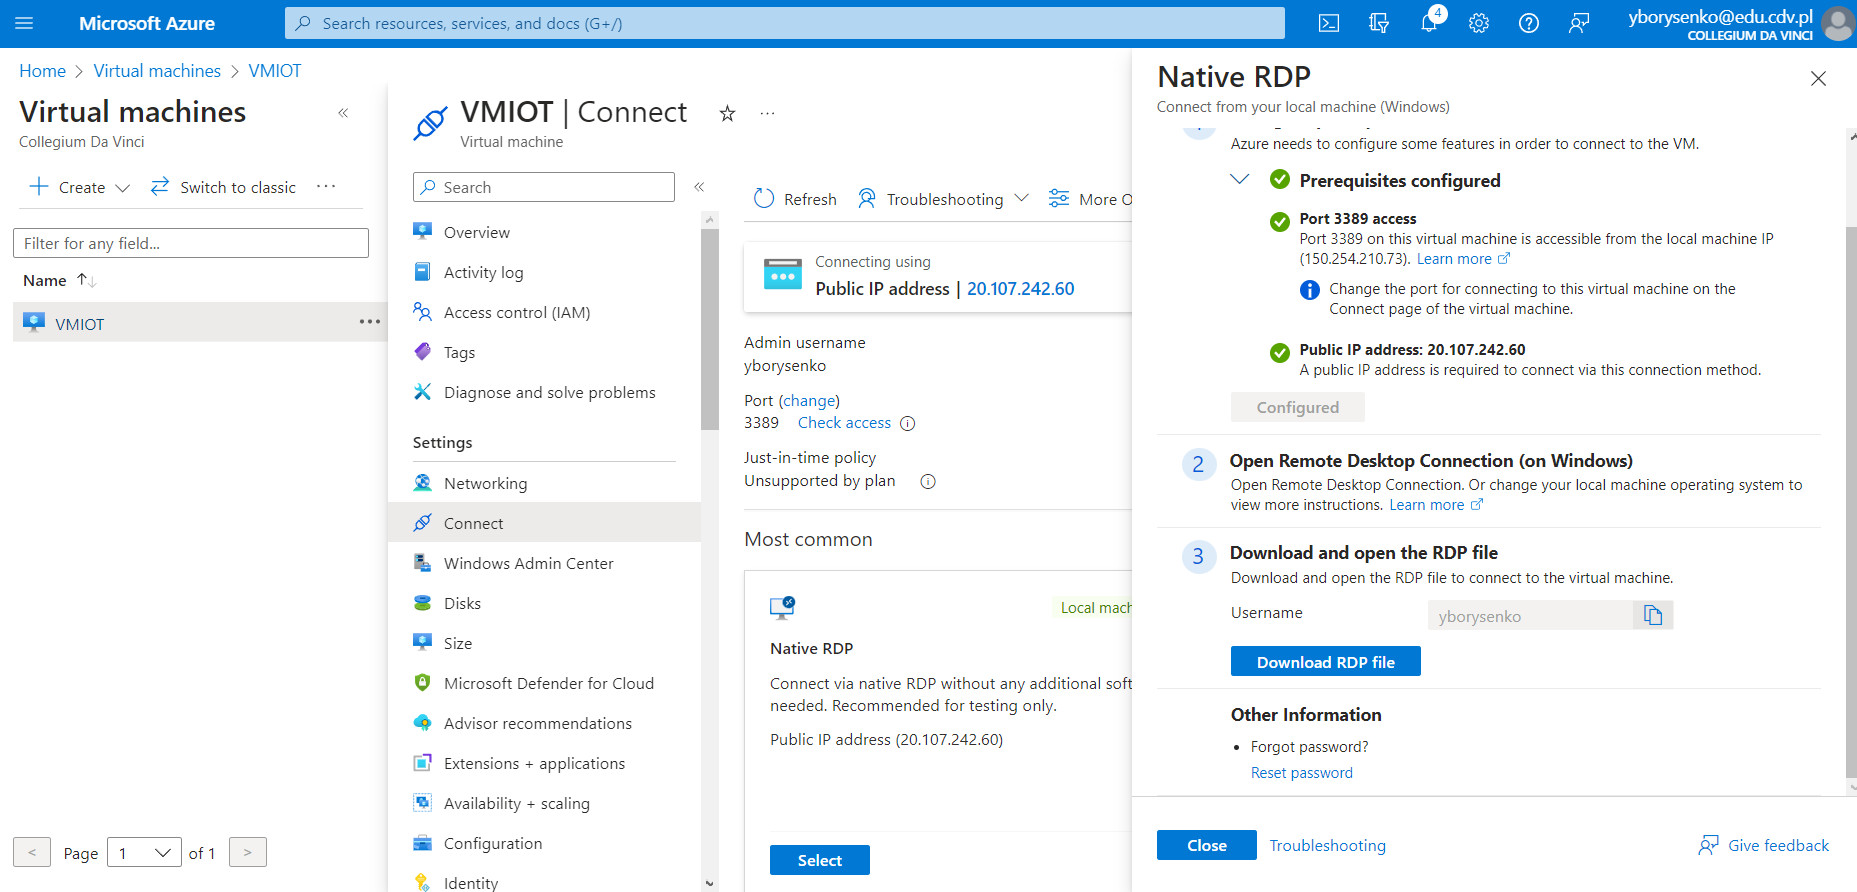 Microsoft Azure
Search resources, services, and docs (G+/)
4
yborysenko@edu.cdv.pl
COLLEGIUM DA VINCI
Home > Virtual machines > VMIOT
Virtual machines
Collegium Da Vinci
Create
Switch to classic
Filter for any field...
Name
VMIOT
< Page 1 of 1 >
VMIOT | Connect
Virtual machine
Search
Overview
Activity log
Access control (IAM)
Tags
Diagnose and solve problems
Settings
Networking
Connect
Windows Admin Center
Disks
Size
Microsoft Defender for Cloud
Advisor recommendations
Extensions + applications
Availability + scaling
Configuration
Identity
Refresh
Troubleshooting
More O
Connecting using
Public IP address | 20.107.242.60
Admin username
yborysenko
Port (change)
3389 Check access
Just-in-time policy
Unsupported by plan
Most common
Local mach
Native RDP
Connect via native RDP without any additional soft
needed. Recommended for testing only.
Public IP address (20.107.242.60)
Select
Native RDP
Connect from your local machine (Windows)
Azure needs to configure some features in order to connect to the VM.
Prerequisites configured
Port 3389 access
Port 3389 on this virtual machine is accessible from the local machine IP
(150.254.210.73). Learn more
Change the port for connecting to this virtual machine on the
Connect page of the virtual machine.
Public IP address: 20.107.242.60
A public IP address is required to connect via this connection method.
Configured
2 Open Remote Desktop Connection (on Windows)
Open Remote Desktop Connection. Or change your local machine operating system to
view more instructions. Learn more
3 Download and open the RDP file
Download and open the RDP file to connect to the virtual machine.
Username yborysenko
Download RDP file
Other Information
• Forgot password?
Reset password
Close
Troubleshooting
Give feedback